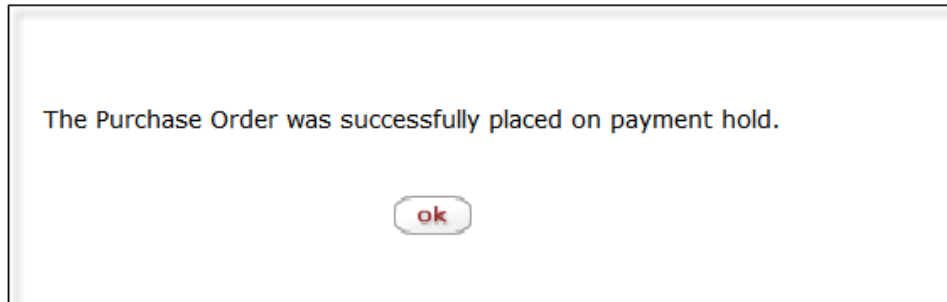 The Purchase Order was successfully placed on payment hold.
ok